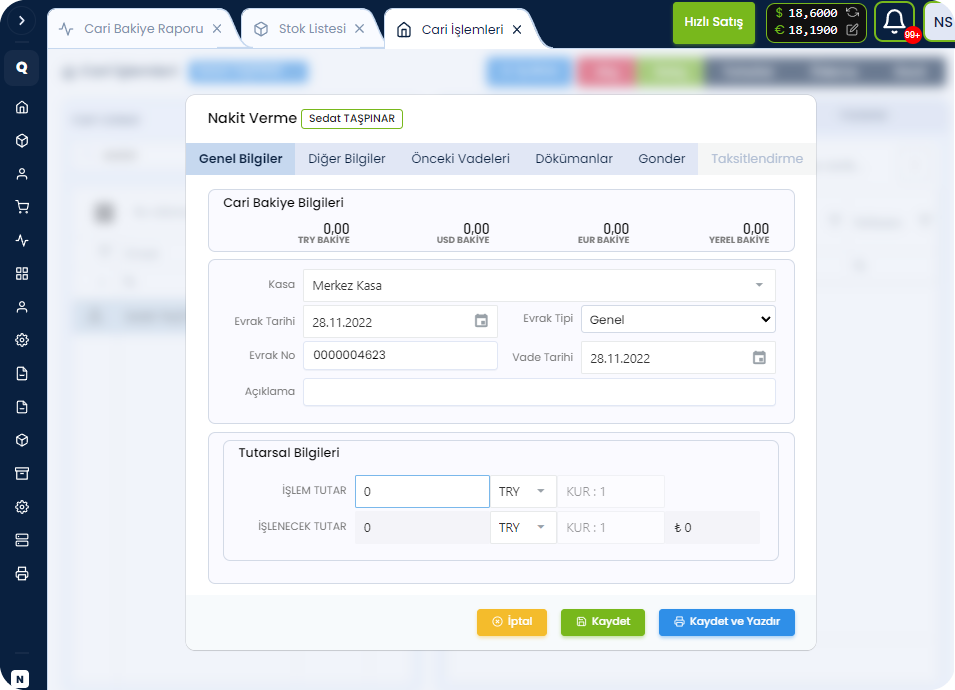 Cari Bakiye Raporu
Stok Listesi
Cari İşlemleri
Hızlı Satış
$ 18,6000
€ 18,1900
99+
NS
Q
Nakit Verme Sedat TAŞPINAR
Genel Bilgiler Diğer Bilgiler Önceki Vadeleri Dökümanlar Gonder Taksitlendirme
Cari Bakiye Bilgileri
0,00 0,00 0,00 0,00
TRY BAKİYE USD BAKİYE EUR BAKİYE YEREL BAKİYE
Kasa Merkez Kasa
Evrak Tarihi 28.11.2022 Evrak Tipi Genel
Evrak No 0000004623 Vade Tarihi 28.11.2022
Açıklama
Tutarsal Bilgileri
İŞLEM TUTAR 0 TRY KUR : 1
İŞLENECEK TUTAR 0 TRY KUR : 1 ₺ 0
İptal Kaydet Kaydet ve Yazdır
N